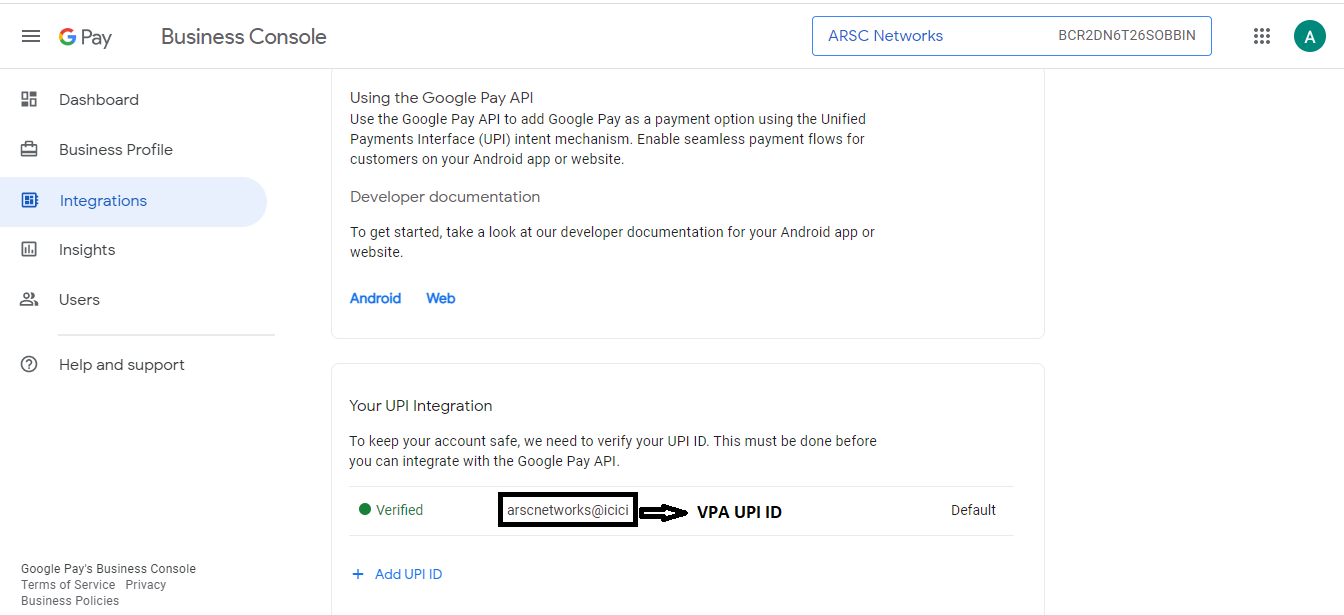 G Pay Business Console
ARSC Networks BCR2DN6T26SOBBIN
A
Dashboard
Business Profile
Integrations
Insights
Users
Help and support
Using the Google Pay API
Use the Google Pay API to add Google Pay as a payment option using the Unified
Payments Interface (UPI) intent mechanism. Enable seamless payment flows for
customers on your Android app or website.
Developer documentation
To get started, take a look at our developer documentation for your Android app or
website.
Android Web
Your UPI Integration
To keep your account safe, we need to verify your UPI ID. This must be done before
you can integrate with the Google Pay API.
Verified arscnetworks@icici VPA UPI ID Default
+ Add UPI ID
Google Pay's Business Console
Terms of Service Privacy
Business Policies